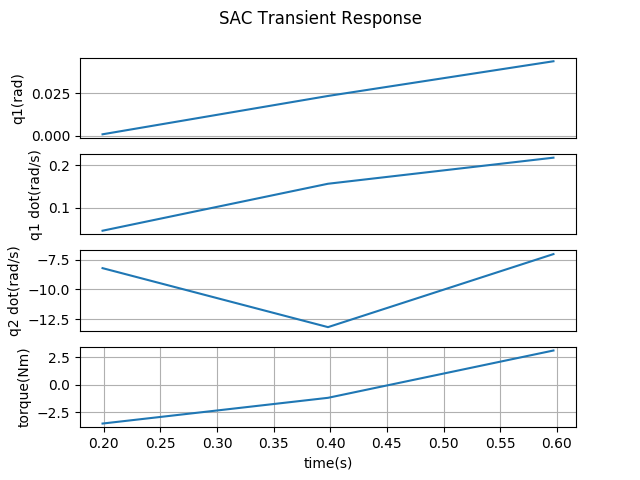 SAC Transient Response
q1(rad)
0.025
0.000
q1 dot(rad/s)
0.2
0.1
q2 dot(rad/s)
−7.5
−10.0
−12.5
torque(Nm)
2.5
0.0
−2.5
0.20 0.25 0.30 0.35 0.40 0.45 0.50 0.55 0.60
time(s)